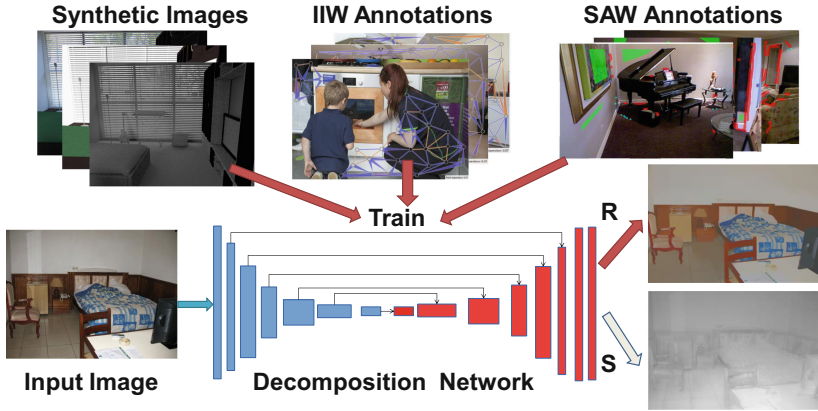 Synthetic Images
IIW Annotations
SAW Annotations
Train
R
S
Input Image
Decomposition Network